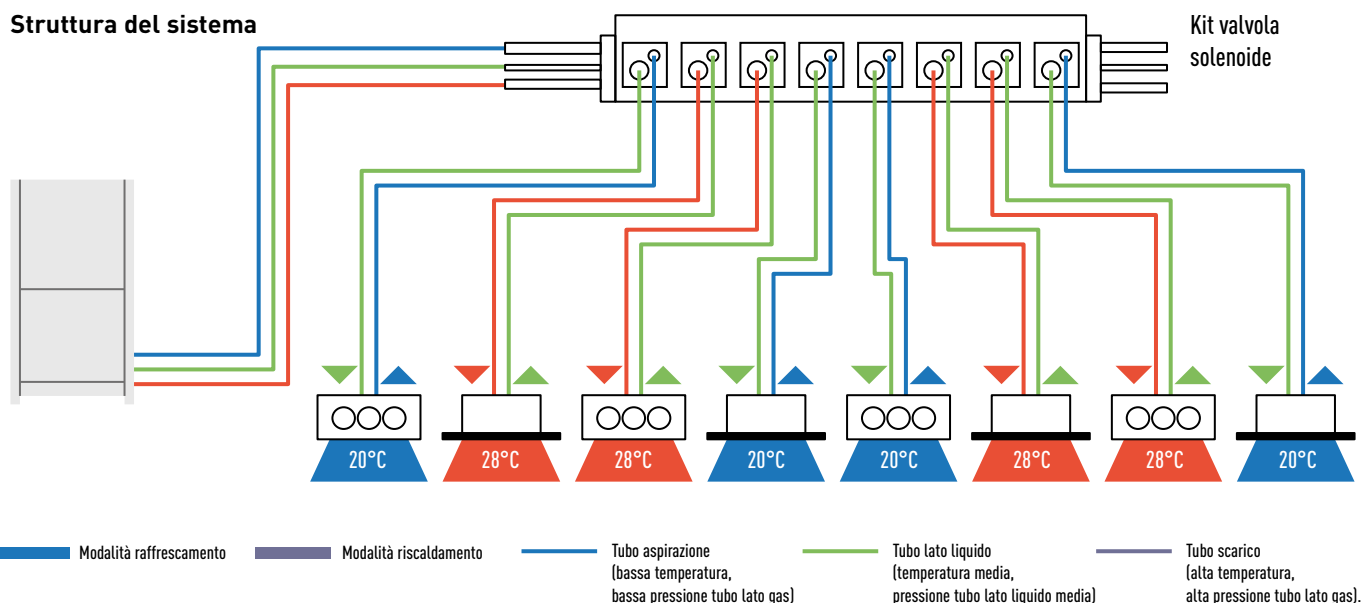 Struttura del sistema
Kit valvola
solenoide
20°C
28°C
28°C
20°C
20°C
28°C
28°C
20°C
Modalità raffrescamento
Modalità riscaldamento
Tubo aspirazione
(bassa temperatura,
bassa pressione tubo lato gas)
Tubo lato liquido
(temperatura media,
pressione tubo lato liquido media)
Tubo scarico
(alta temperatura,
alta pressione tubo lato gas).